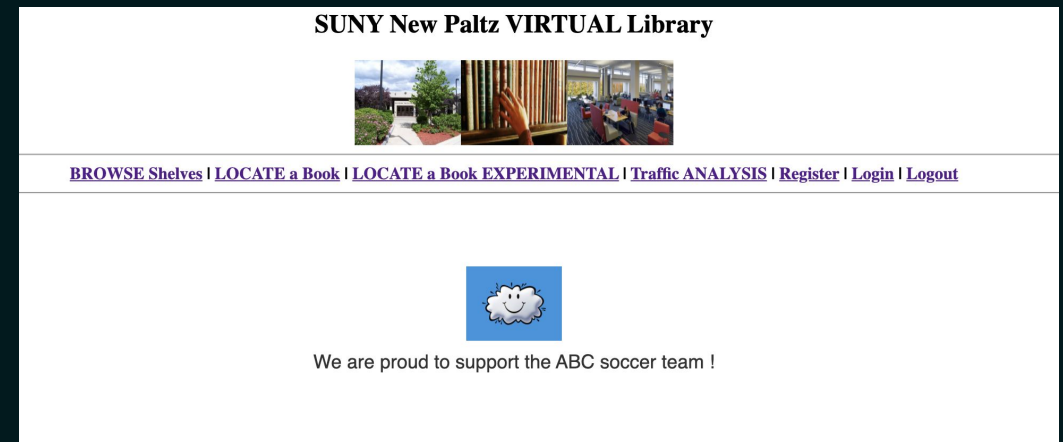 SUNY New Paltz VIRTUAL Library
BROWSE Shelves | LOCATE a Book | LOCATE a Book EXPERIMENTAL | Traffic ANALYSIS | Register | Login | Logout
We are proud to support the ABC soccer team !